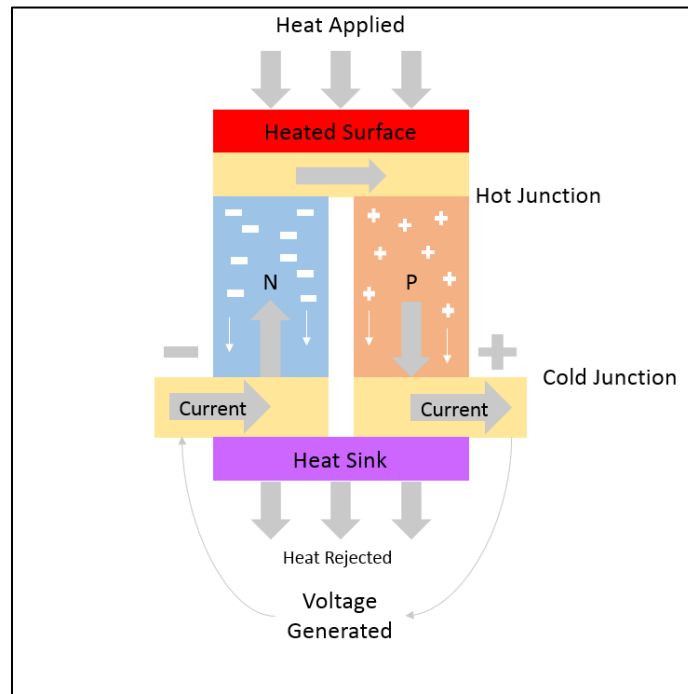 Heat Applied
Heated Surface
Hot Junction
N
P
Cold Junction
Current
Current
Heat Sink
Heat Rejected
Voltage
Generated